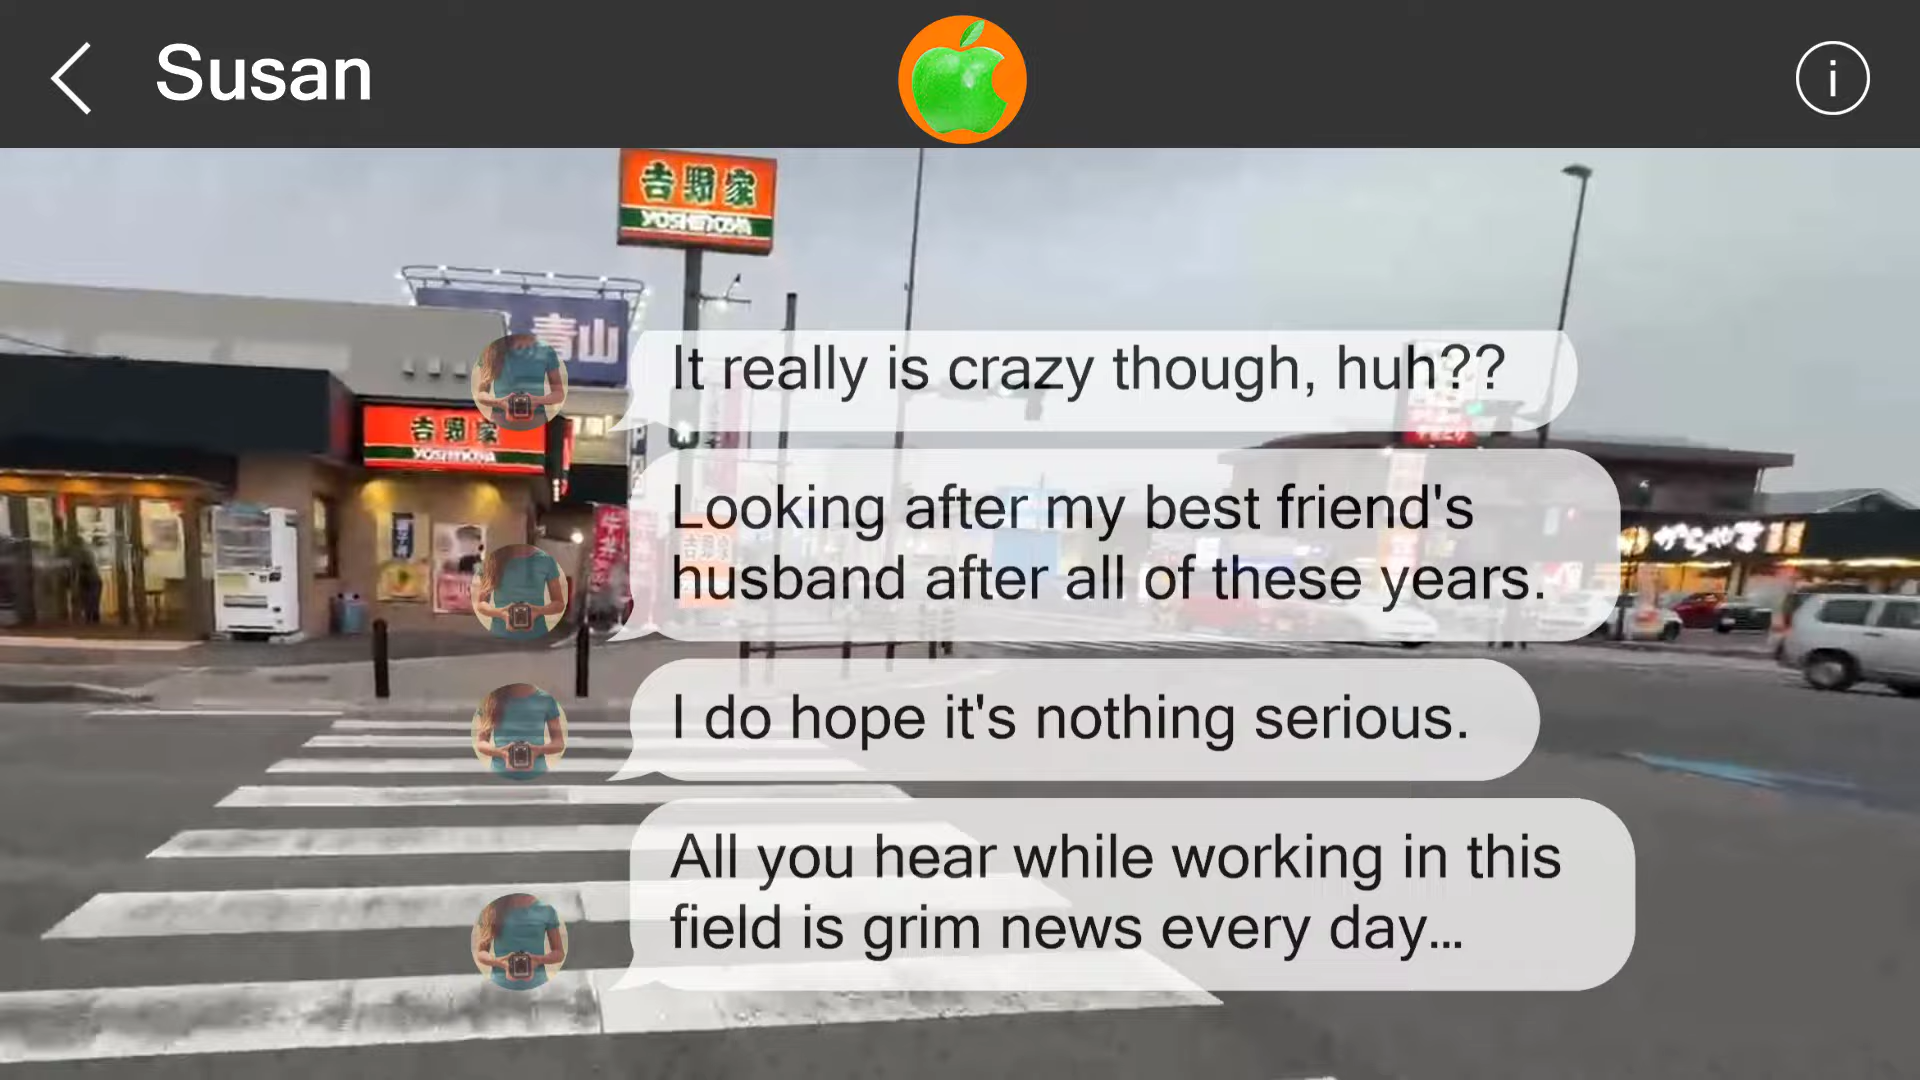 Susan
i
吉野家
YOSHINOYA
青山
It really is crazy though, huh??
吉野家
YOSHINOYA
Looking after my best friend's
husband after all of these years.
I do hope it's nothing serious.
All you hear while working in this
field is grim news every day...